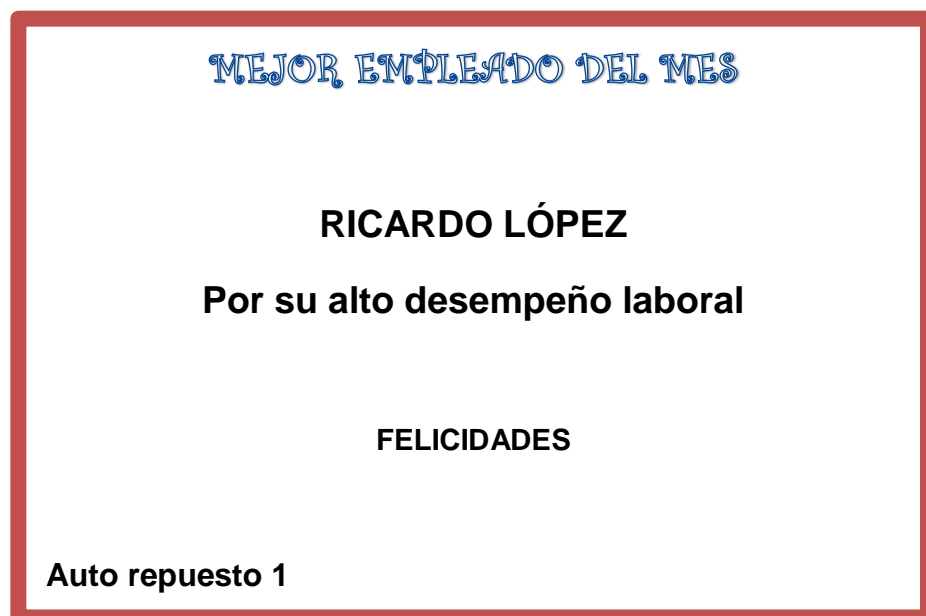 MEJOR EMPLEADO DEL MES
RICARDO LÓPEZ
Por su alto desempeño laboral
FELICIDADES
Auto repuesto 1